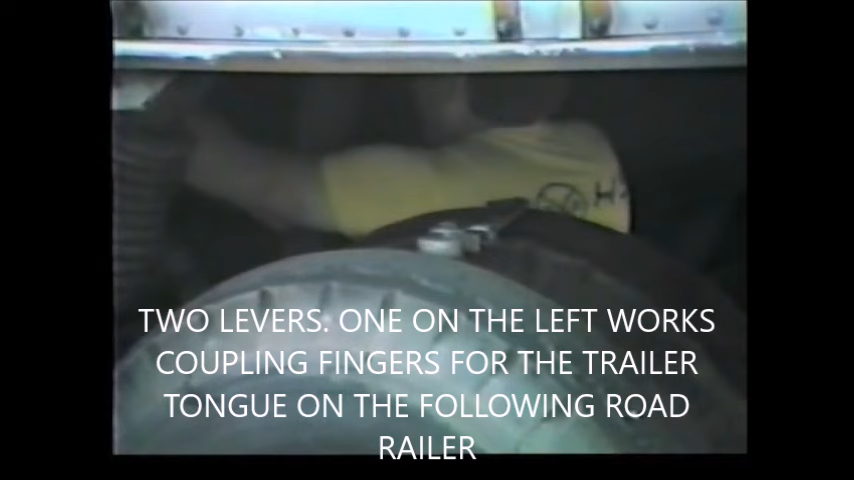 TWO LEVERS. ONE ON THE LEFT WORKS
COUPLING FINGERS FOR THE TRAILER
TONGUE ON THE FOLLOWING ROAD
RAILER